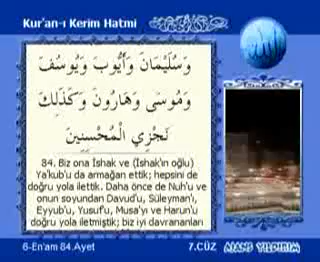 Kur'an-ı Kerim Hatmi
وَسُلَيْمَانَ وَأَيُّوبَ وَيُوسُفَ
وَمُوسَى وَهَارُونَ وَكَذَلِكَ
نَجْزِي الْمُحْسِنِينَ
84. Biz ona İshak ve (İshak'ın oğlu)
Ya'kub'u da armağan ettik; hepsini de
doğru yola ilettik. Daha önce de Nuh'u ve
onun soyundan Davud'u, Süleyman'ı,
Eyyub'u, Yusuf'u, Musa'yı ve Harun'u
doğru yola iletmiştik; biz iyi davrananları
6-En'am 84.Ayet
7.CÜZ
YILDIRIM